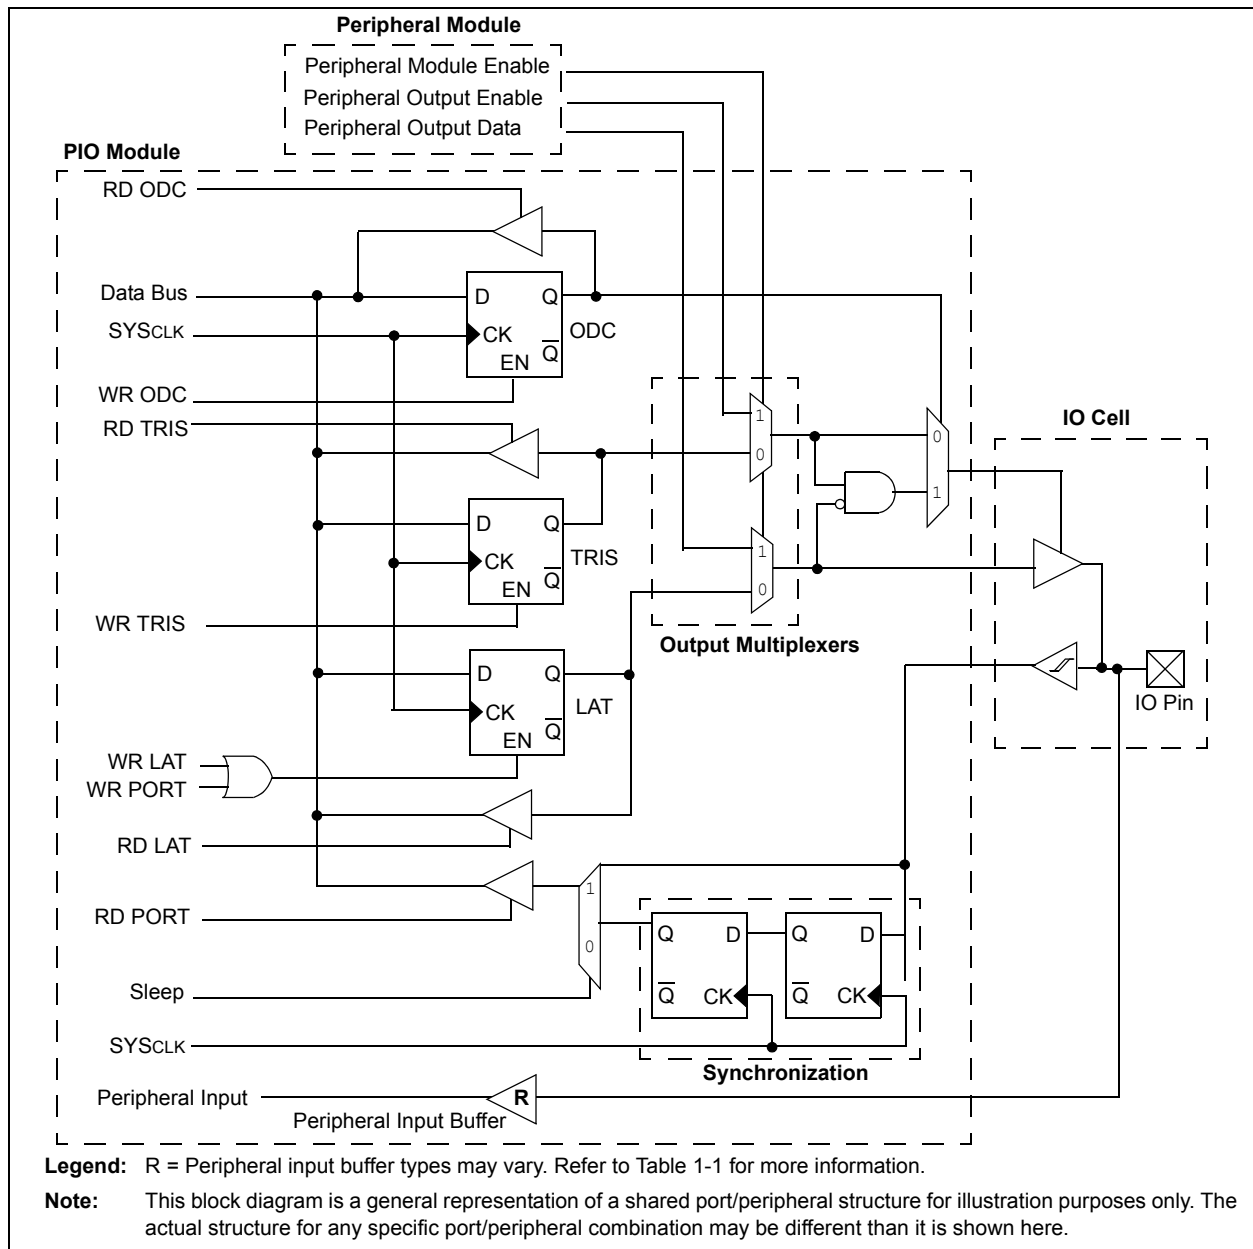 Peripheral Module
Peripheral Module Enable
Peripheral Output Enable
Peripheral Output Data
PIO Module
RD ODC
Data Bus
D Q
SYSCLK
CK
ODC
Q
EN
WR ODC
RD TRIS
1
0
0
1
IO Cell
D Q
CK
TRIS
Q
EN
1
0
WR TRIS
Output Multiplexers
D Q
CK
LAT
Q
EN
IO Pin
WR LAT
WR PORT
RD LAT
1
RD PORT
0
Q D Q D
Sleep
Q CK Q CK
SYSCLK
Synchronization
Peripheral Input
R
Peripheral Input Buffer
Legend: R = Peripheral input buffer types may vary. Refer to Table 1-1 for more information.
Note: This block diagram is a general representation of a shared port/peripheral structure for illustration purposes only. The
actual structure for any specific port/peripheral combination may be different than it is shown here.